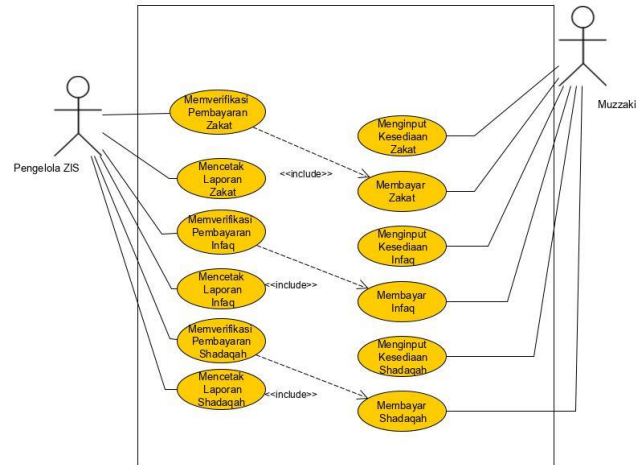 Muzzaki
Pengelola ZIS
Memverifikasi
Pembayaran
Zakat
Mencetak
Laporan
Zakat
Memverifikasi
Pembayaran
Infaq
Mencetak
Laporan
Infaq
Memverifikasi
Pembayaran
Shadaqah
Mencetak
Laporan
Shadaqah
<<include>>
<<include>>
<<include>>
Menginput
Kesediaan
Zakat
Membayar
Zakat
Menginput
Kesediaan
Infaq
Membayar
Infaq
Menginput
Kesediaan
Shadaqah
Membayar
Shadaqah